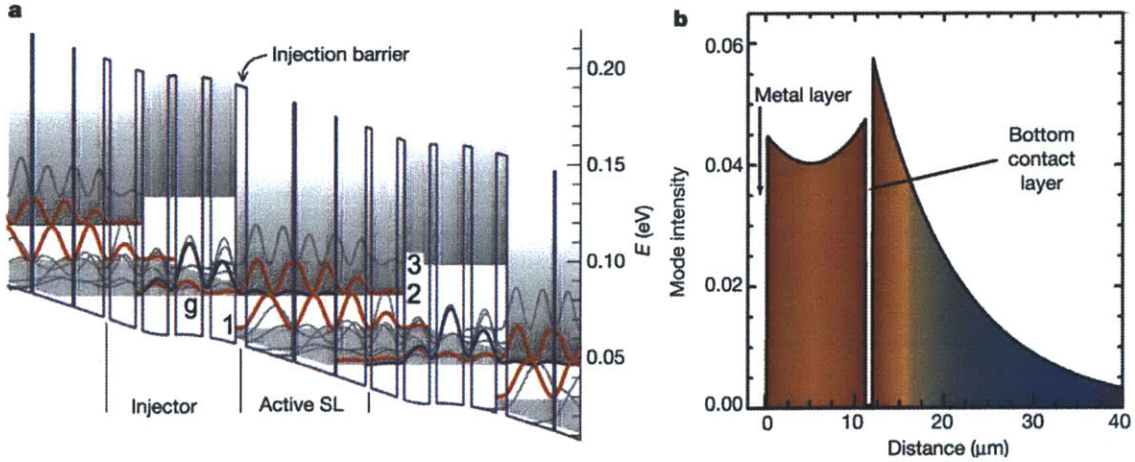 a
Injection barrier
0.20
0.15
E (eV)
0.10
0.05
3
2
g
1
Injector
Active SL
b
0.06
0.04
0.02
0.00
Mode intensity
Metal layer
Bottom
contact
layer
0
10
20
30
40
Distance (μm)